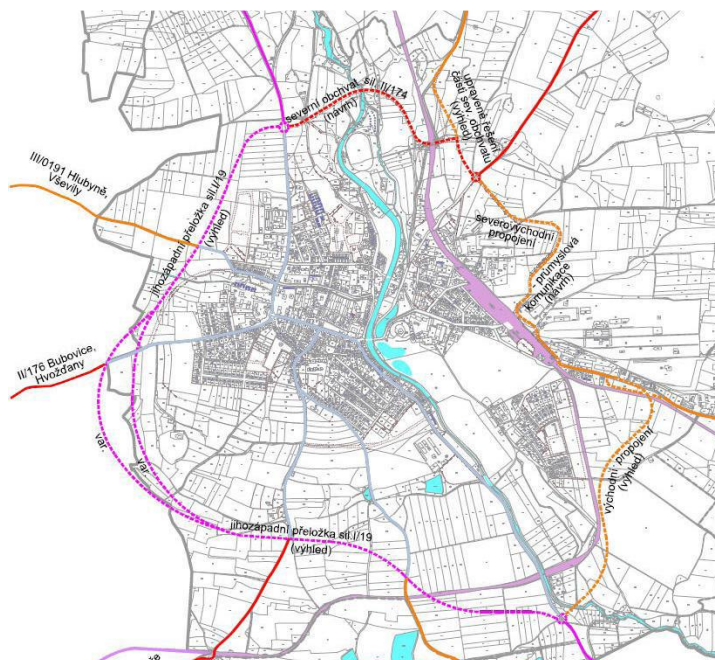 severní obchvat sil. II/174
(návrh)
upravené řešení
části sev. obchvatu
(výhled)
III/0191 Hlubyně,
Vševily
jihozápadní přeložka sil.I/19
(výhled)
severovýchodní
propojení
- průmyslová
komunikace
(návrh)
II/176 Bubovice,
Hvožďany
var.
var.
východní propojení
(výhled)
jihozápadní přeložka sil.I/19
(výhled)